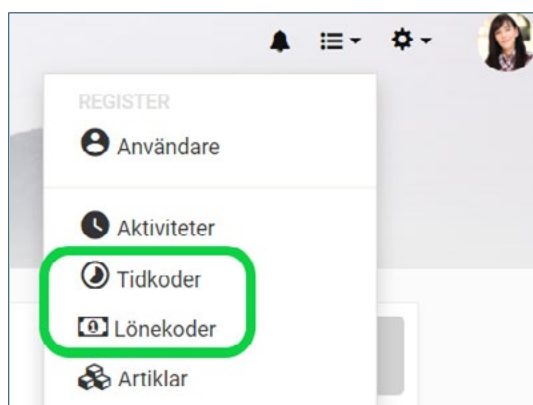 REGISTER
Användare
Aktiviteter
Tidkoder
Lönekoder
Artiklar